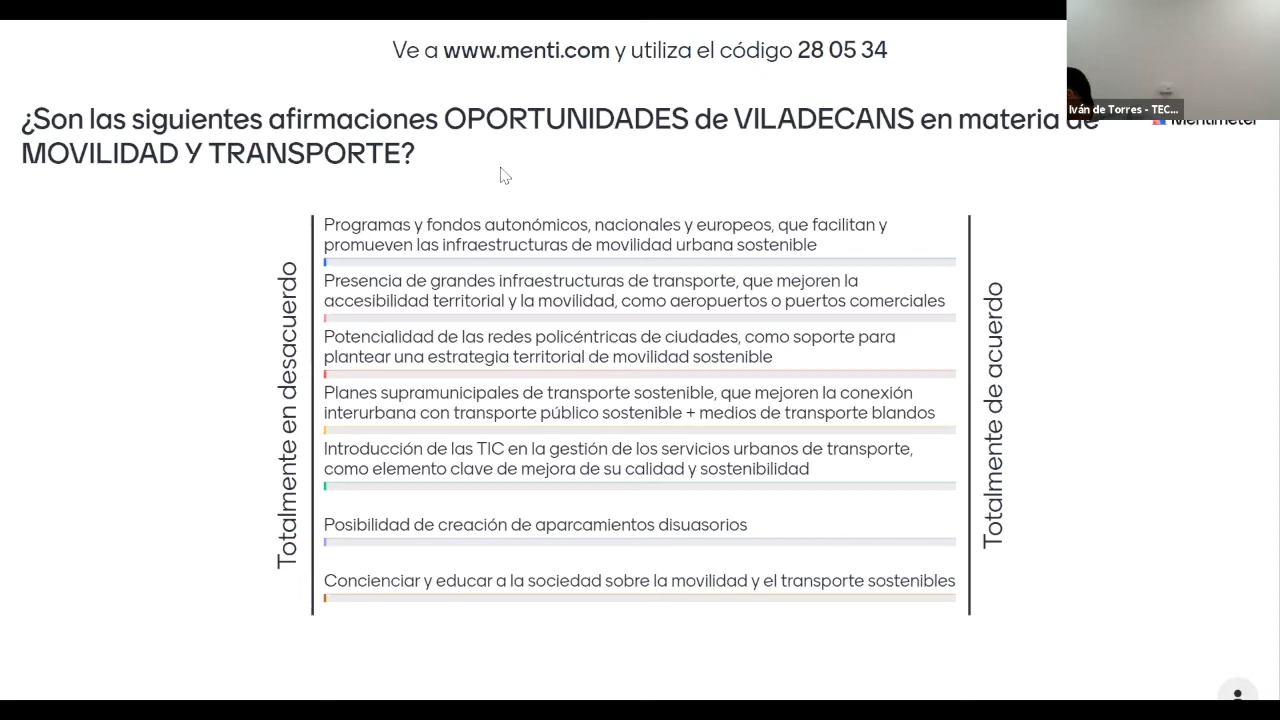 Ve a www.menti.com y utiliza el código 28 05 34
Iván de Torres - TEC...
¿Son las siguientes afirmaciones OPORTUNIDADES de VILADECANS en materia de
Mentimeter
MOVILIDAD Y TRANSPORTE?
Totalmente en desacuerdo
Programas y fondos autonómicos, nacionales y europeos, que facilitan y
promueven las infraestructuras de movilidad urbana sostenible
Presencia de grandes infraestructuras de transporte, que mejoren la
accesibilidad territorial y la movilidad, como aeropuertos o puertos comerciales
Potencialidad de las redes policéntricas de ciudades, como soporte para
plantear una estrategia territorial de movilidad sostenible
Planes supramunicipales de transporte sostenible, que mejoren la conexión
interurbana con transporte público sostenible + medios de transporte blandos
Introducción de las TIC en la gestión de los servicios urbanos de transporte,
como elemento clave de mejora de su calidad y sostenibilidad
Posibilidad de creación de aparcamientos disuasorios
Concienciar y educar a la sociedad sobre la movilidad y el transporte sostenibles
Totalmente de acuerdo